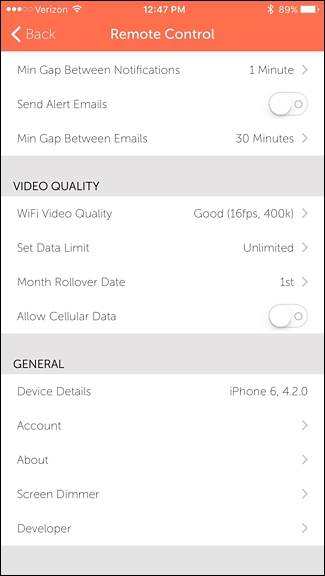 Verizon 12:47 PM 89%
Back Remote Control
Min Gap Between Notifications 1 Minute
Send Alert Emails
Min Gap Between Emails 30 Minutes
VIDEO QUALITY
WiFi Video Quality Good (16fps, 400k)
Set Data Limit Unlimited
Month Rollover Date 1st
Allow Cellular Data
GENERAL
Device Details iPhone 6, 4.2.0
Account
About
Screen Dimmer
Developer